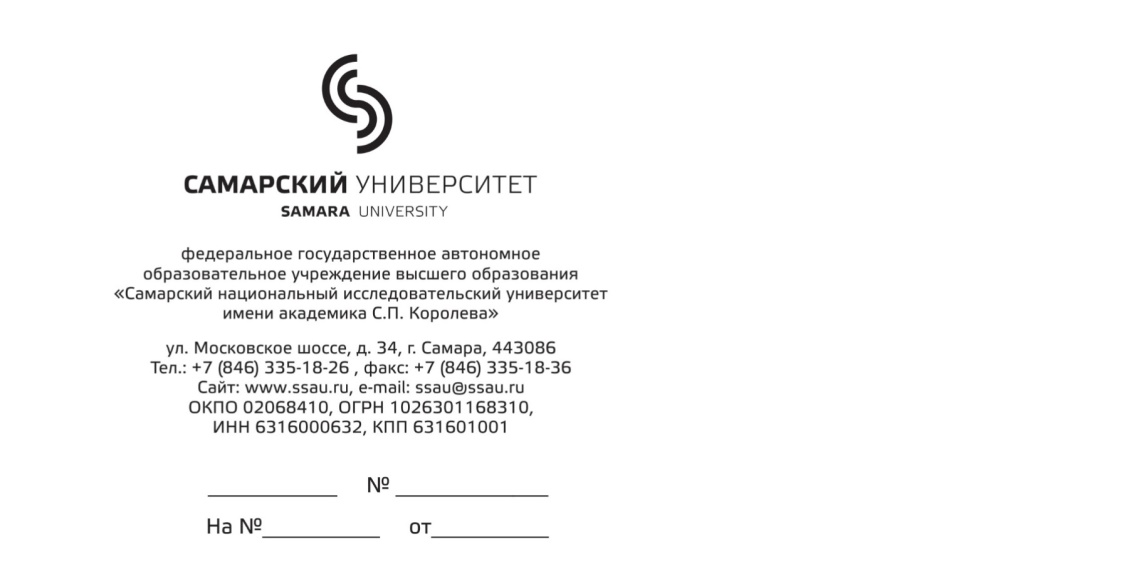 САМАРСКИЙ УНИВЕРСИТЕТ
SAMARA UNIVERSITY
федеральное государственное автономное
образовательное учреждение высшего образования
«Самарский национальный исследовательский университет
имени академика С.П. Королева»
ул. Московское шоссе, д. 34, г. Самара, 443086
Тел.: +7 (846) 335-18-26 , факс: +7 (846) 335-18-36
Сайт: www.ssau.ru, e-mail: ssau@ssau.ru
ОКПО 02068410, ОГРН 1026301168310,
ИНН 6316000632, КПП 631601001
____________ № ______________
На №___________ от___________